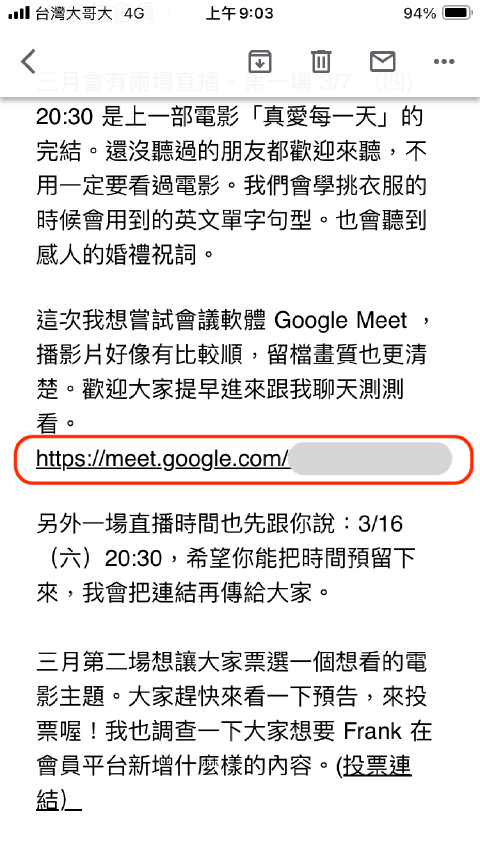 台灣大哥大 4G 上午9:03 94%
三月會有兩場直播。第一場 3/7 （四）
20:30 是上一部電影「真愛每一天」的
完結。還沒聽過的朋友都歡迎來聽，不
用一定要看過電影。我們會學挑衣服的
時候會用到的英文單字句型。也會聽到
感人的婚禮祝詞。
這次我想嘗試會議軟體 Google Meet ，
播影片好像有比較順，留檔畫質也更清
楚。歡迎大家提早進來跟我聊天測測
看。
https://meet.google.com/
另外一場直播時間也先跟你說：3/16
（六）20:30，希望你能把時間預留下
來，我會把連結再傳給大家。
三月第二場想讓大家票選一個想看的電
影主題。大家趕快來看一下預告，來投
票喔！我也調查一下大家想要 Frank 在
會員平台新增什麼樣的內容。(投票連
結）